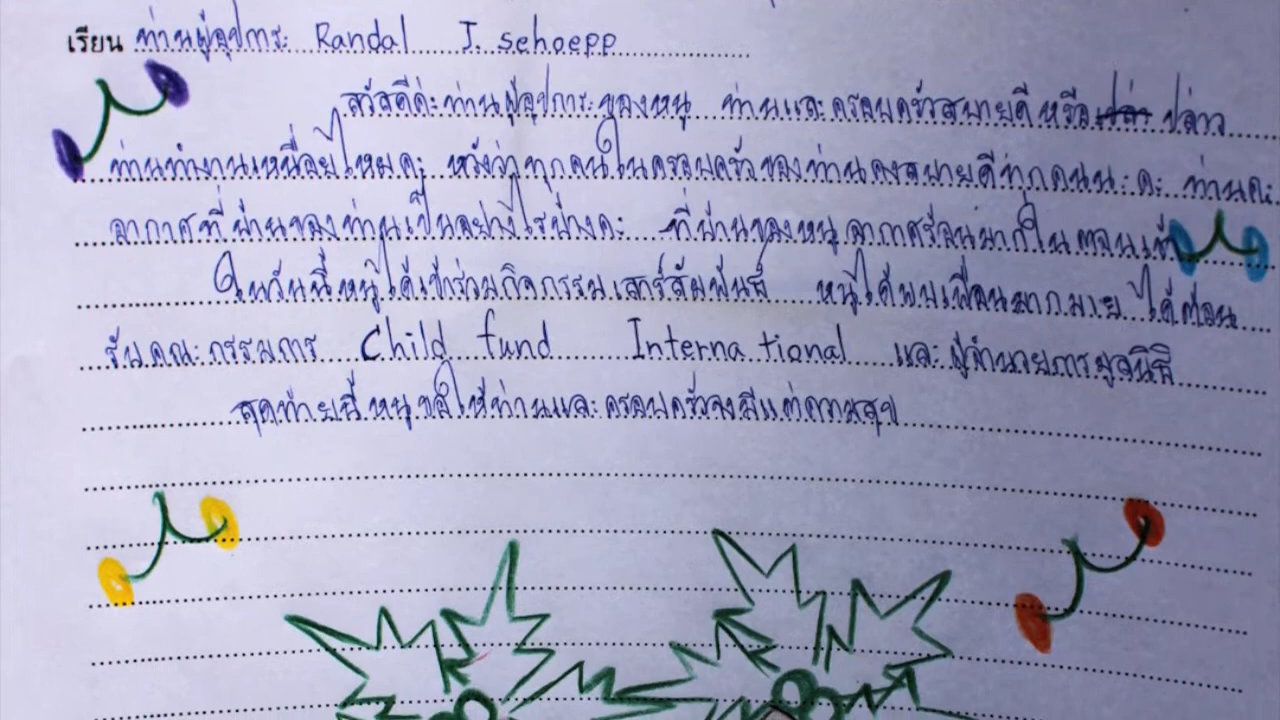 เรียน ท่านผู้อุปการะ Randal J. sehoepp
สวัสดีค่ะท่านผู้อุปการะของหนู ท่านและครอบครัวสบายดีหรือเปล่า ปล่าว
ท่านทำงานเหนื่อยไหมคะ หวังว่าทุกคนในครอบครัวของท่านคงสบายดีทุกคนนะคะ ท่านคะ
อากาศที่บ้านของท่านเป็นอย่างไรบ้างคะ ที่บ้านของหนูอากาศร้อนมากในตอนเช้า
ในวันนี้หนูได้เข้าร่วมกิจกรรมเสาร์สัมพันธ์ หนูได้พบเพื่อนมากมาย ได้ต้อน
รับคณะกรรมการ Child fund International และผู้อำนวยการมูลนิธิ
สุดท้ายนี้หนูขอให้ท่านและครอบครัวจงมีแต่ความสุข